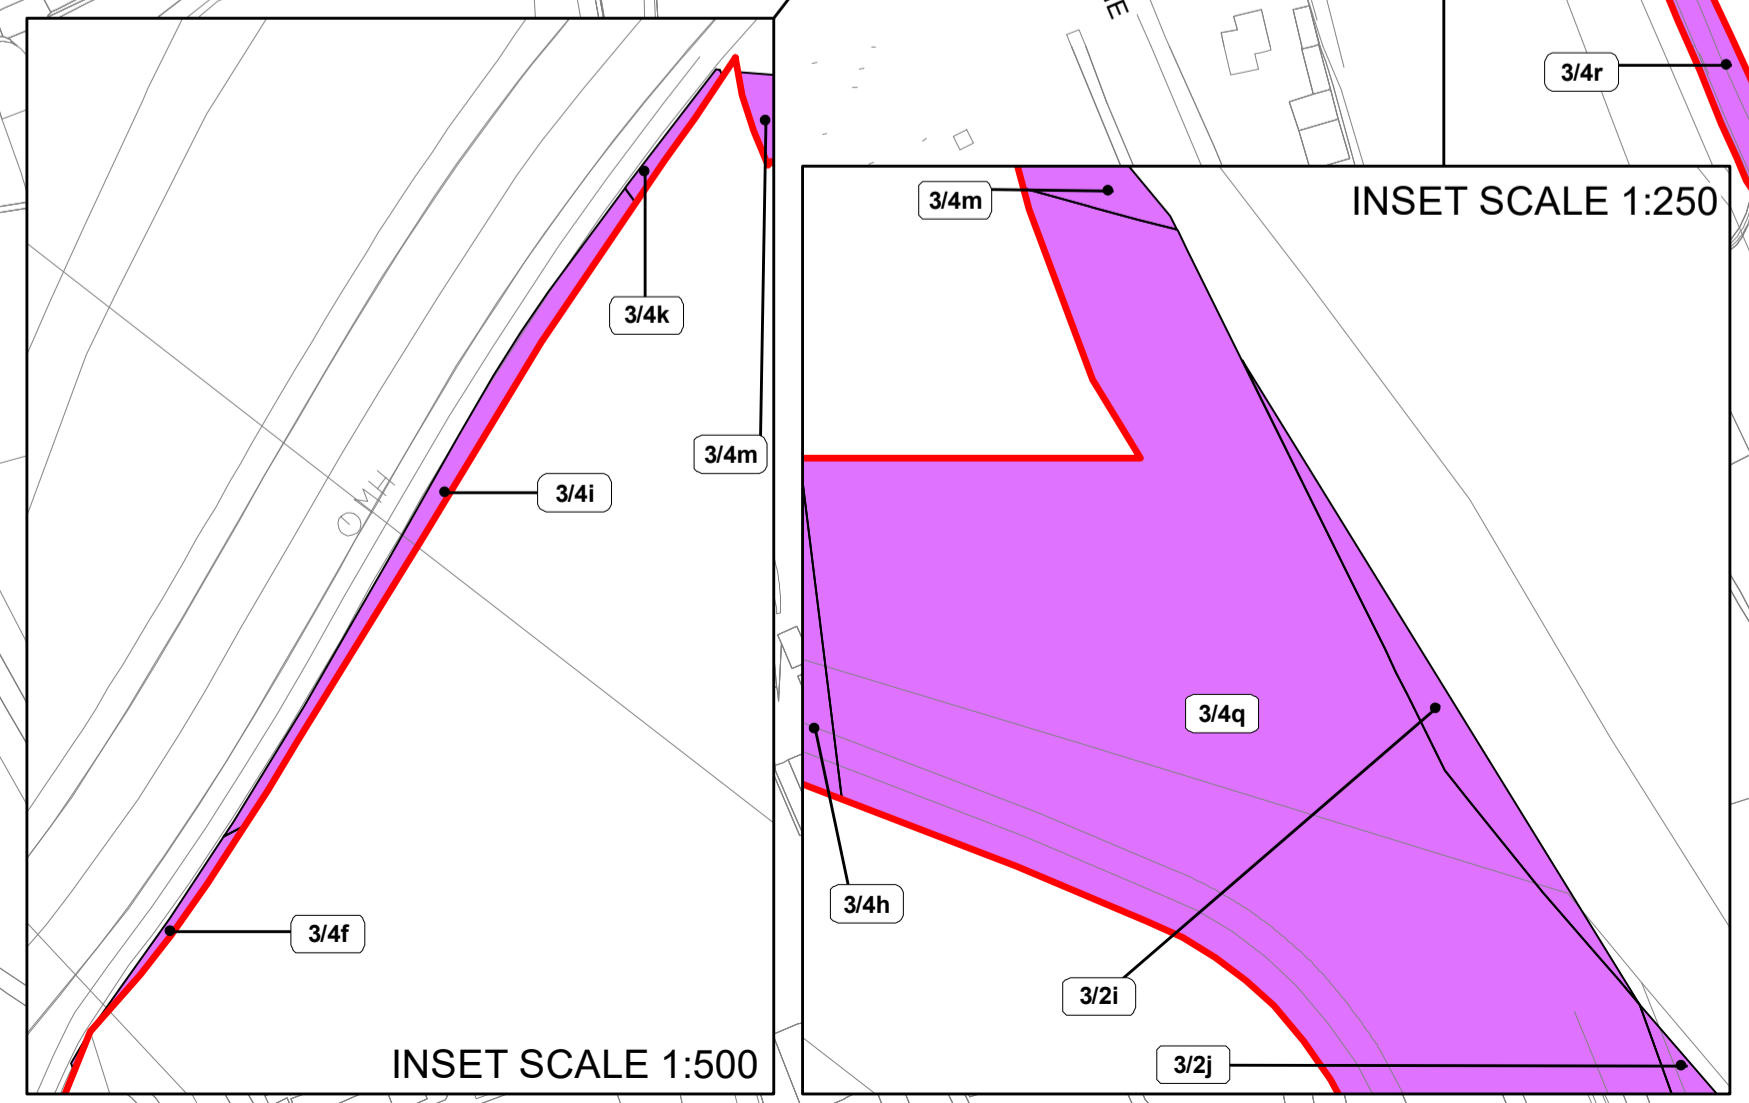 E
3/4r
3/4m
INSET SCALE 1:250
3/4k
3/4m
3/4i
MH
3/4q
3/4h
3/4f
3/2i
INSET SCALE 1:500
3/2j